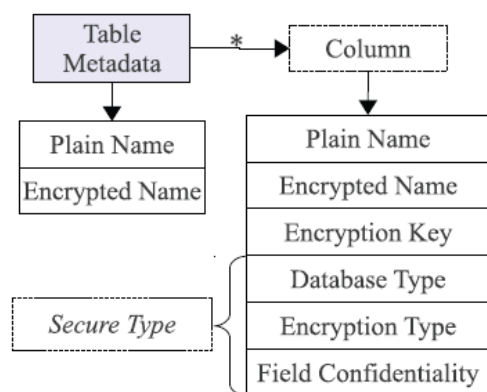 Table
Metadata
*
Column
Plain Name
Encrypted Name
Plain Name
Encrypted Name
Encryption Key
Database Type
Encryption Type
Field Confidentiality
Secure Type